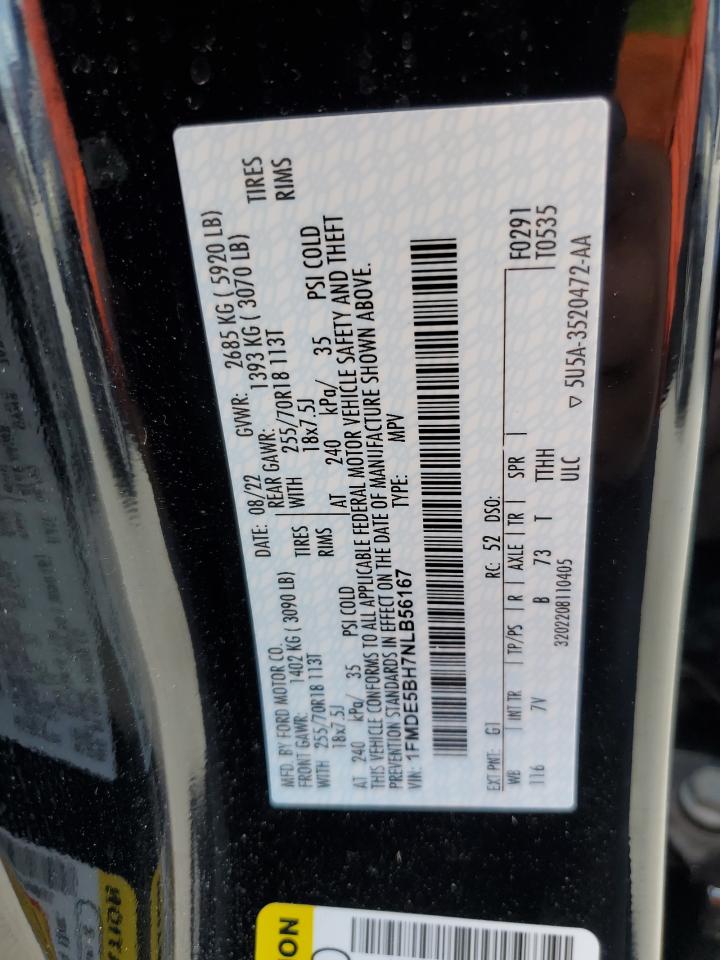 MFD. BY FORD MOTOR CO.
DATE: 08/22 GVWR: 2685 KG ( 5920 LB)
FRONT GAWR: 1402 KG ( 3090 LB) REAR GAWR: 1393 KG ( 3070 LB)
WITH 255/70R18 113T TIRES WITH 255/70R18 113T TIRES
18x7.5J RIMS 18x7.5J RIMS
AT 240 kPa/ 35 PSI COLD AT 240 kPa/ 35 PSI COLD
THIS VEHICLE CONFORMS TO ALL APPLICABLE FEDERAL MOTOR VEHICLE SAFETY AND THEFT
PREVENTION STANDARDS IN EFFECT ON THE DATE OF MANUFACTURE SHOWN ABOVE.
VIN: 1FMDE5BH7NLB56167 TYPE: MPV
EXT PNT: G1 RC: 52 DSO: F0291
WB INT TR TP/PS R AXLE TR SPR T0535
116 7V B 73 T TTHH
3202208110405 ULC ▽ 5U5A-3520472-AA